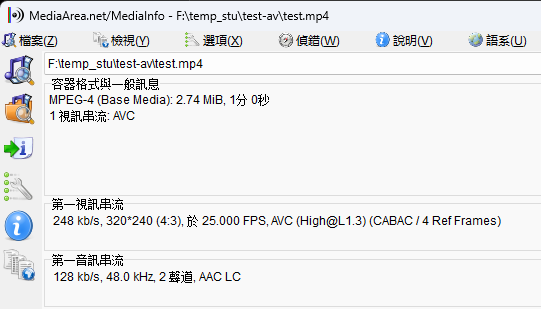 MediaArea.net/MediaInfo - F:\temp_stu\test-av\test.mp4
檔案(Z) 檢視(Y) 選項(X) 偵錯(W) 說明(V) 語系(U)
F:\temp_stu\test-av\test.mp4
容器格式與一般訊息
MPEG-4 (Base Media): 2.74 MiB, 1分 0秒
1 視訊串流: AVC
第一視訊串流
248 kb/s, 320*240 (4:3), 於 25.000 FPS, AVC (High@L1.3) (CABAC / 4 Ref Frames)
第一音訊串流
128 kb/s, 48.0 kHz, 2 聲道, AAC LC